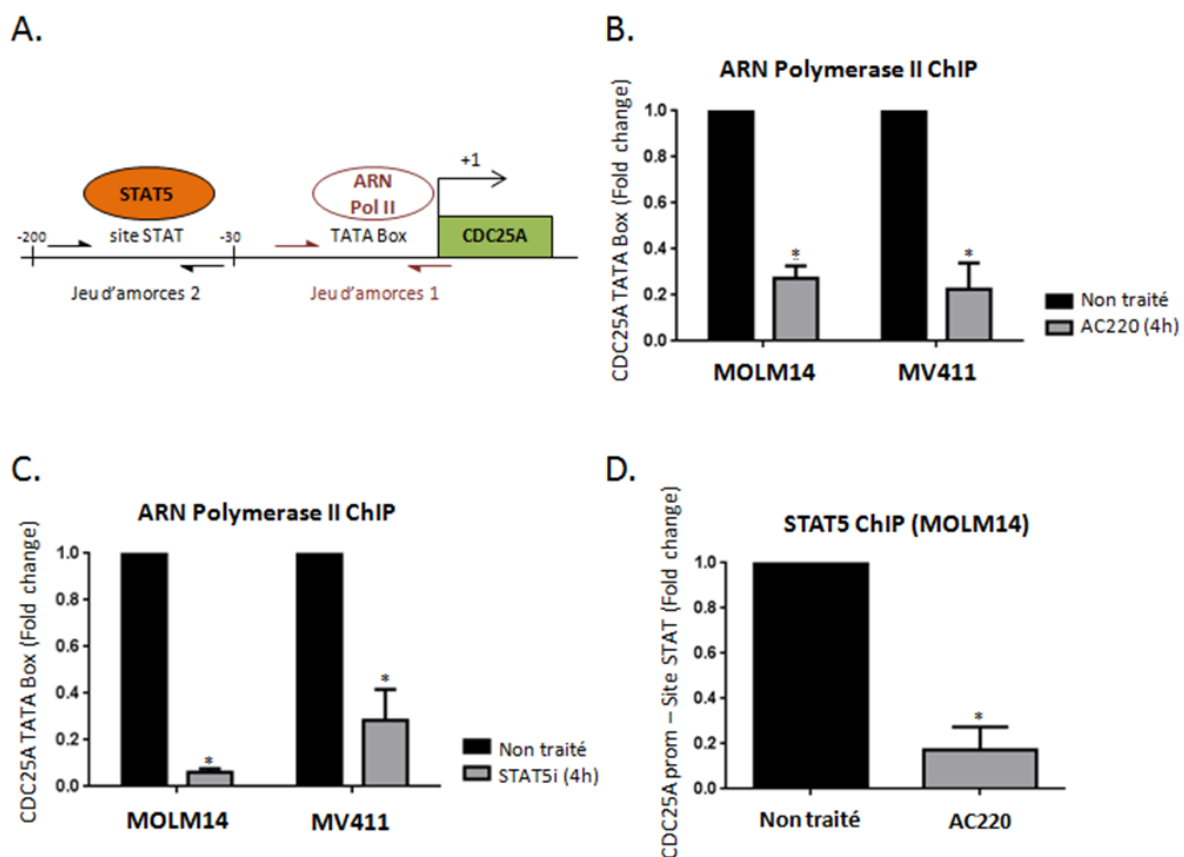 A.
STAT5
ARN
Pol II
+1
-200
site STAT
-30
TATA Box
CDC25A
Jeu d'amorces 2
Jeu d'amorces 1
B.
ARN Polymerase II ChIP
CDC25A TATA Box (Fold change)
1.0
0.8
0.6
0.4
0.2
0.0
*
*
MOLM14
MV411
Non traité
AC220 (4h)
C.
ARN Polymerase II ChIP
CDC25A TATA Box (Fold change)
1.0
0.8
0.6
0.4
0.2
0.0
*
*
MOLM14
MV411
Non traité
STAT5i (4h)
D.
STAT5 ChIP (MOLM14)
CDC25A prom – Site STAT (Fold change)
1.0
0.8
0.6
0.4
0.2
0.0
*
Non traité
AC220